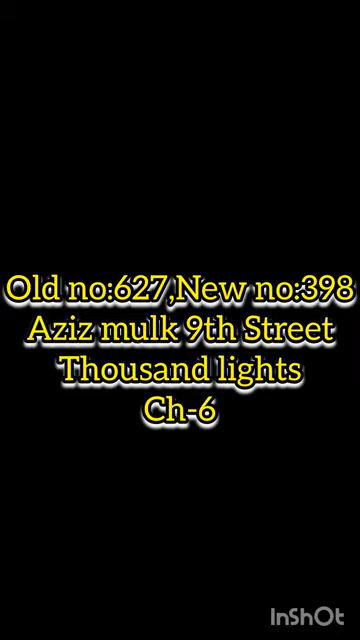 Old no:627,New no:398
Aziz mulk 9th Street
Thousand lights
Ch-6
InShOt